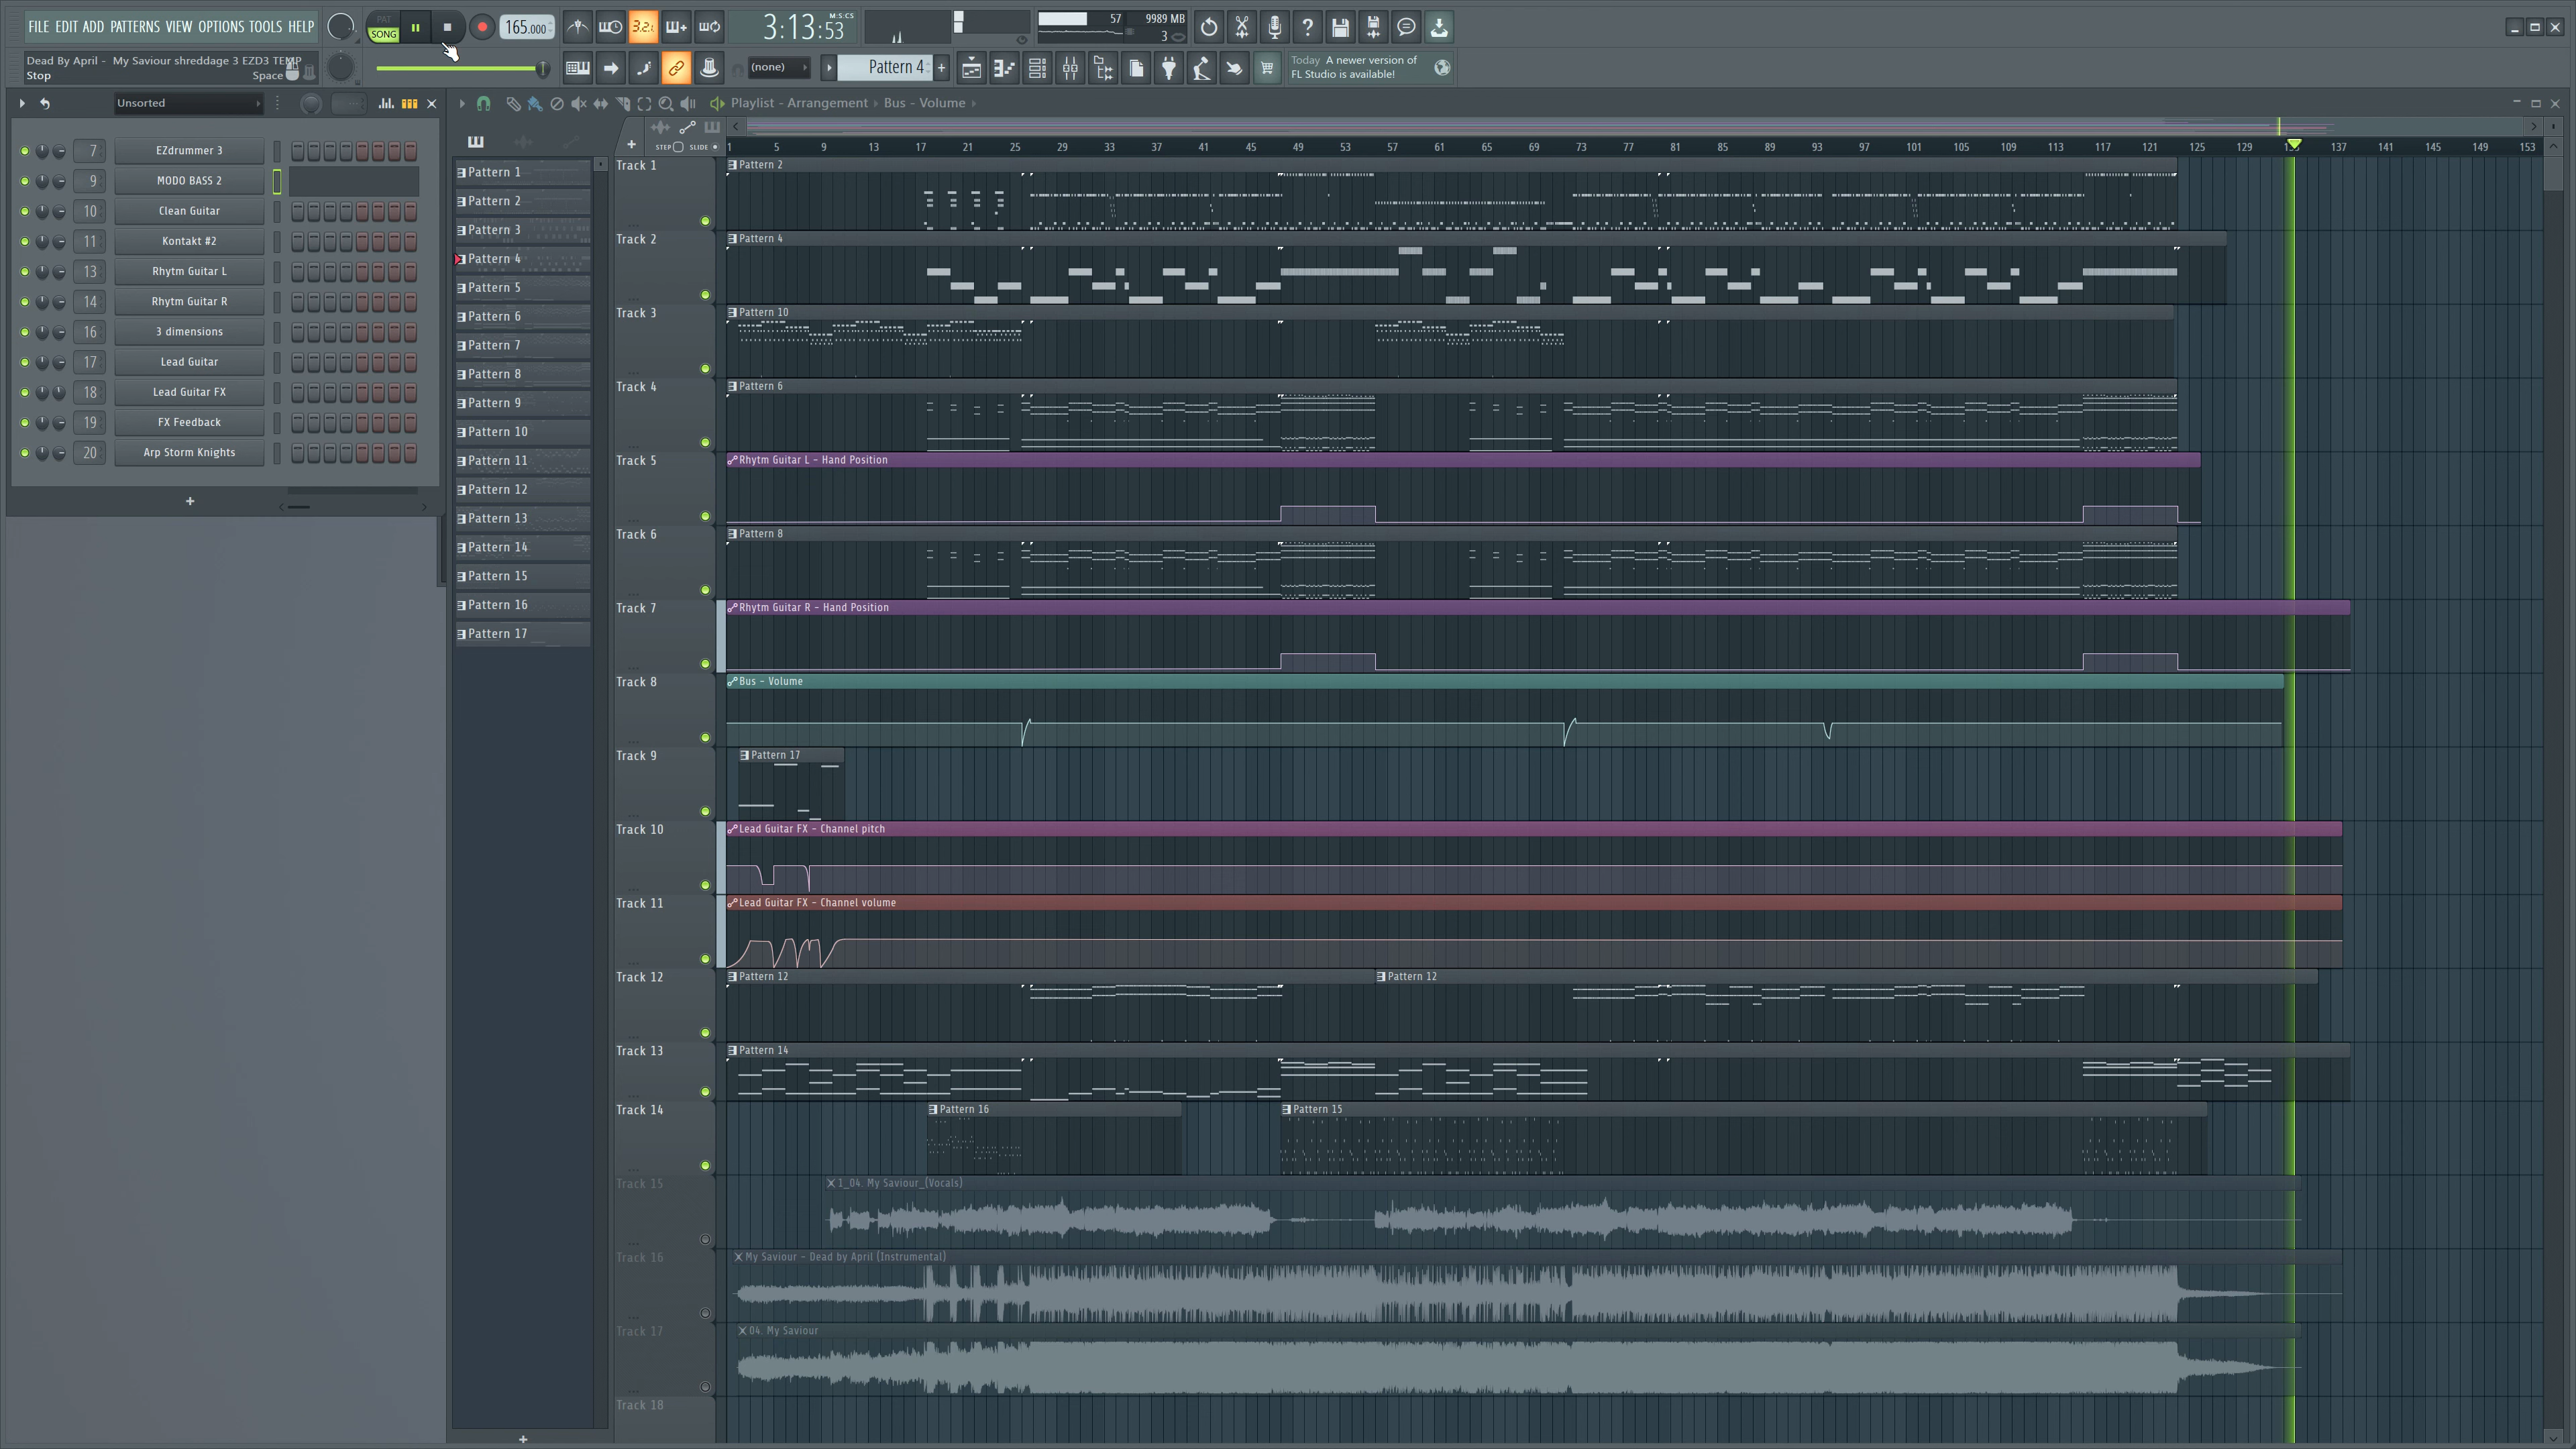 FILE EDIT ADD PATTERNS VIEW OPTIONS TOOLS HELP
PAT
SONG
165.000
3.2.
3:13:53
M:S:CS
57
9989 MB
3
Dead By April - My Saviour shreddage 3 EZD3 TEMP
Stop
Space
(none)
Pattern 4
Today A newer version of
FL Studio is available!
Unsorted
Playlist - Arrangement
Bus - Volume
STEP
SLIDE
1 5 9 13 17 21 25 29 33 37 41 45 49 53 57 61 65 69 73 77 81 85 89 93 97 101 105 109 113 117 121 125 129 137 141 145 149 153
7 EZdrummer 3
9 MODO BASS 2
10 Clean Guitar
11 Kontakt #2
13 Rhytm Guitar L
14 Rhytm Guitar R
16 3 dimensions
17 Lead Guitar
18 Lead Guitar FX
19 FX Feedback
20 Arp Storm Knights
Pattern 1
Pattern 2
Pattern 3
Pattern 4
Pattern 5
Pattern 6
Pattern 7
Pattern 8
Pattern 9
Pattern 10
Pattern 11
Pattern 12
Pattern 13
Pattern 14
Pattern 15
Pattern 16
Pattern 17
Track 1
Pattern 2
Track 2
Pattern 4
Track 3
Pattern 10
Track 4
Pattern 6
Track 5
Rhytm Guitar L - Hand Position
Track 6
Pattern 8
Track 7
Rhytm Guitar R - Hand Position
Track 8
Bus - Volume
Track 9
Pattern 17
Track 10
Lead Guitar FX - Channel pitch
Track 11
Lead Guitar FX - Channel volume
Track 12
Pattern 12
Pattern 12
Track 13
Pattern 14
Track 14
Pattern 16
Pattern 15
Track 15
1_04. My Saviour_(Vocals)
Track 16
My Saviour - Dead by April (Instrumental)
Track 17
04. My Saviour
Track 18